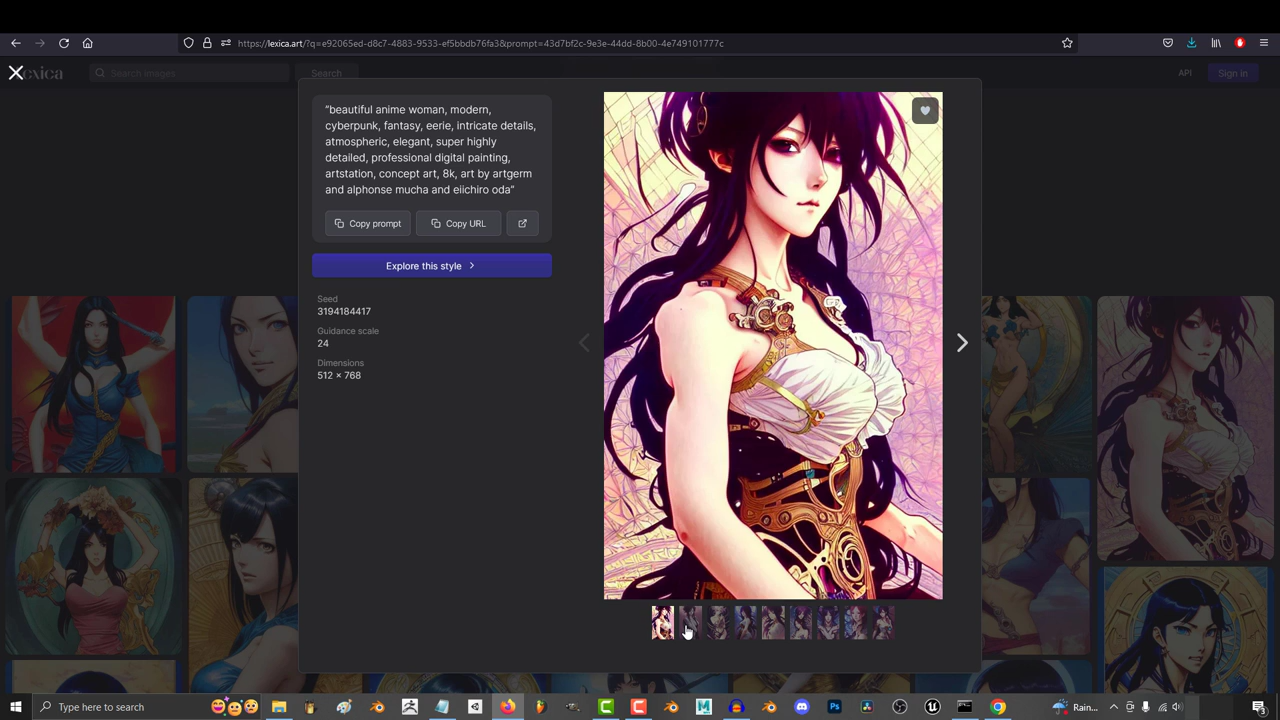 https://lexica.art/?q=e92065ed-d8c7-4883-9533-ef5bbdb76fa3&prompt=43d7bf2c-9e3e-44dd-8b00-4e749101777c
Search images
Search
API
Sign in
"beautiful anime woman, modern,
cyberpunk, fantasy, eerie, intricate details,
atmospheric, elegant, super highly
detailed, professional digital painting,
artstation, concept art, 8k, art by artgerm
and alphonse mucha and eiichiro oda"
Copy prompt
Copy URL
Explore this style
Seed
3194184417
Guidance scale
24
Dimensions
512 × 768
Type here to search
Rain...